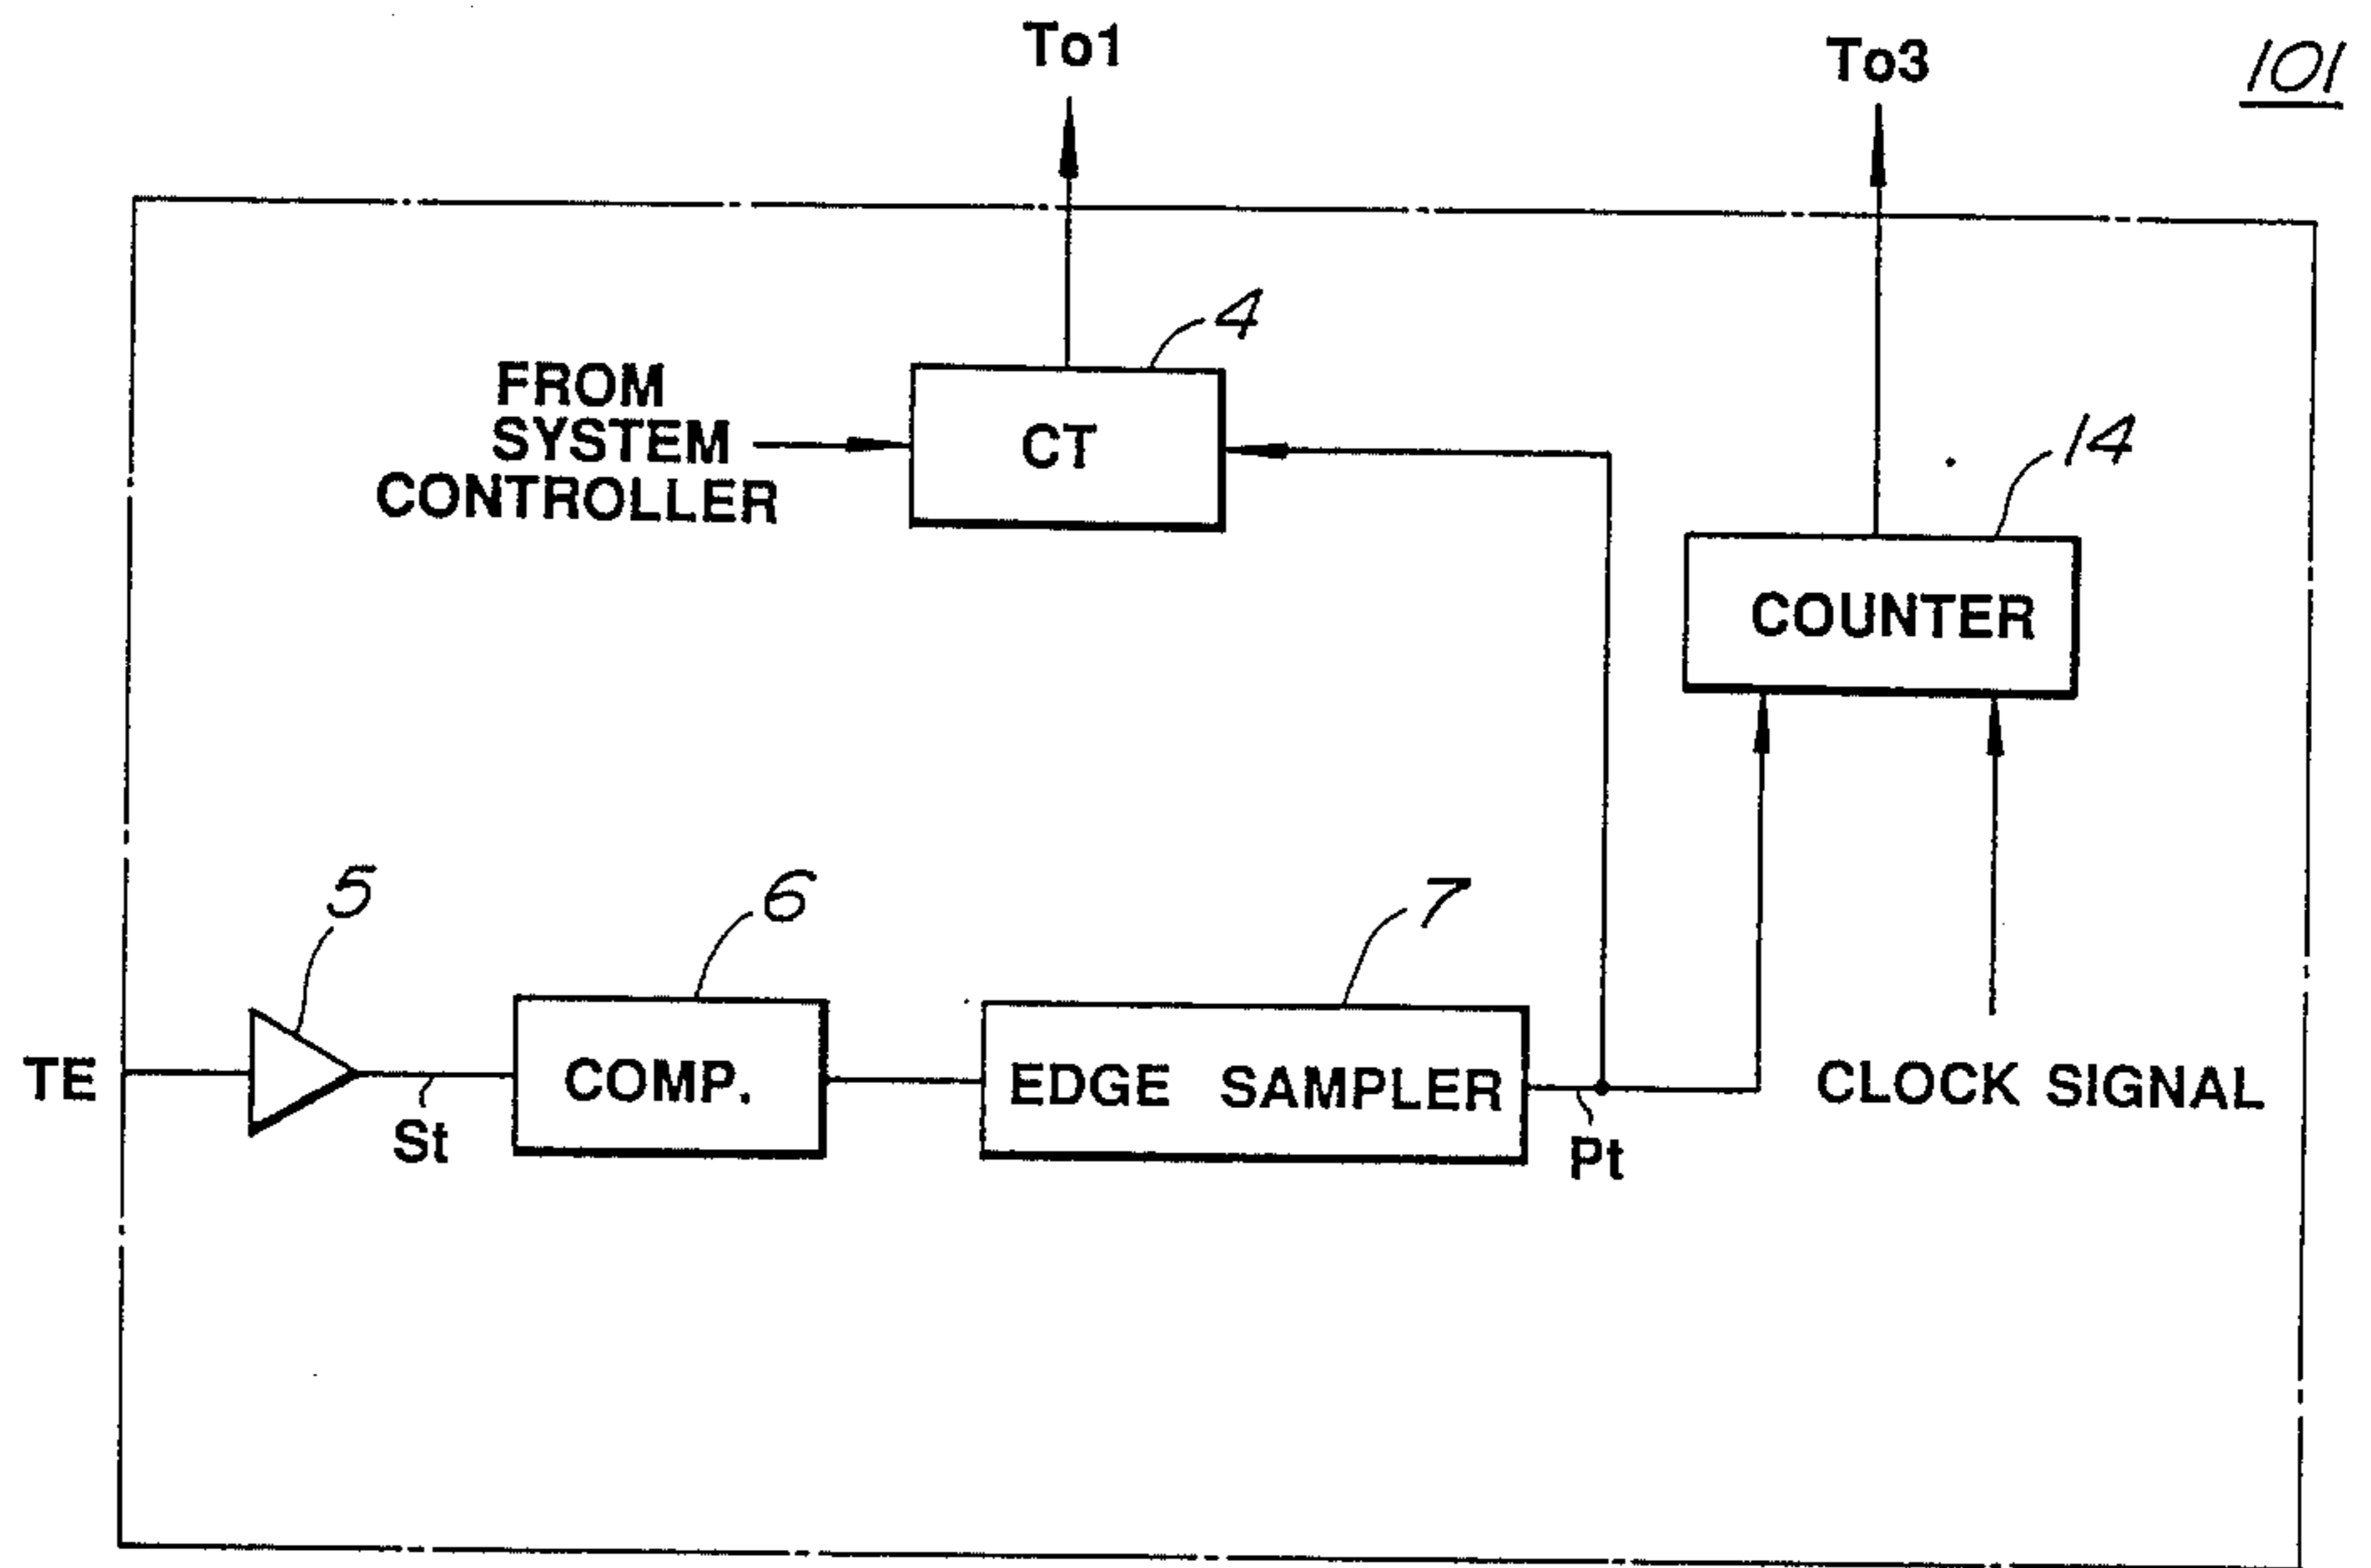 To1
To3
101
4
FROM
SYSTEM
CONTROLLER
CT
14
COUNTER
5
6
7
TE
COMP.
EDGE SAMPLER
CLOCK SIGNAL
St
Pt